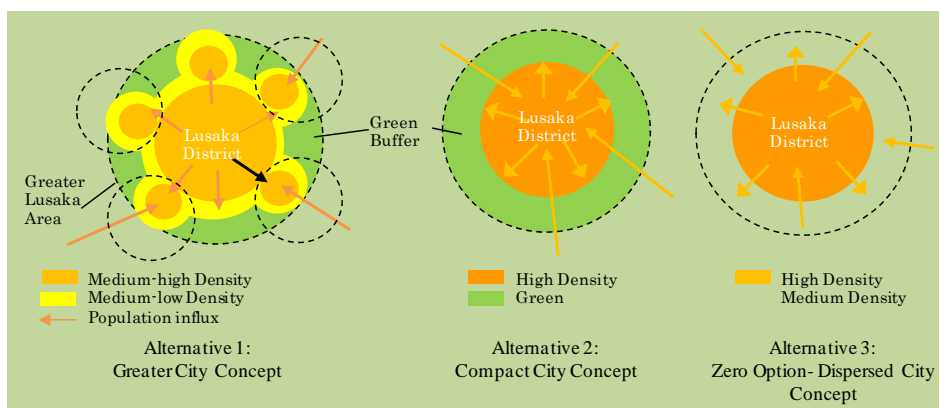 Lusaka
District
Green
Buffer
Greater
Lusaka
Area
Medium-high Density
Medium-low Density
Population influx
Alternative 1:
Greater City Concept
Lusaka
District
High Density
Green
Alternative 2:
Compact City Concept
Lusaka
District
High Density
Medium Density
Alternative 3:
Zero Option- Dispersed City
Concept